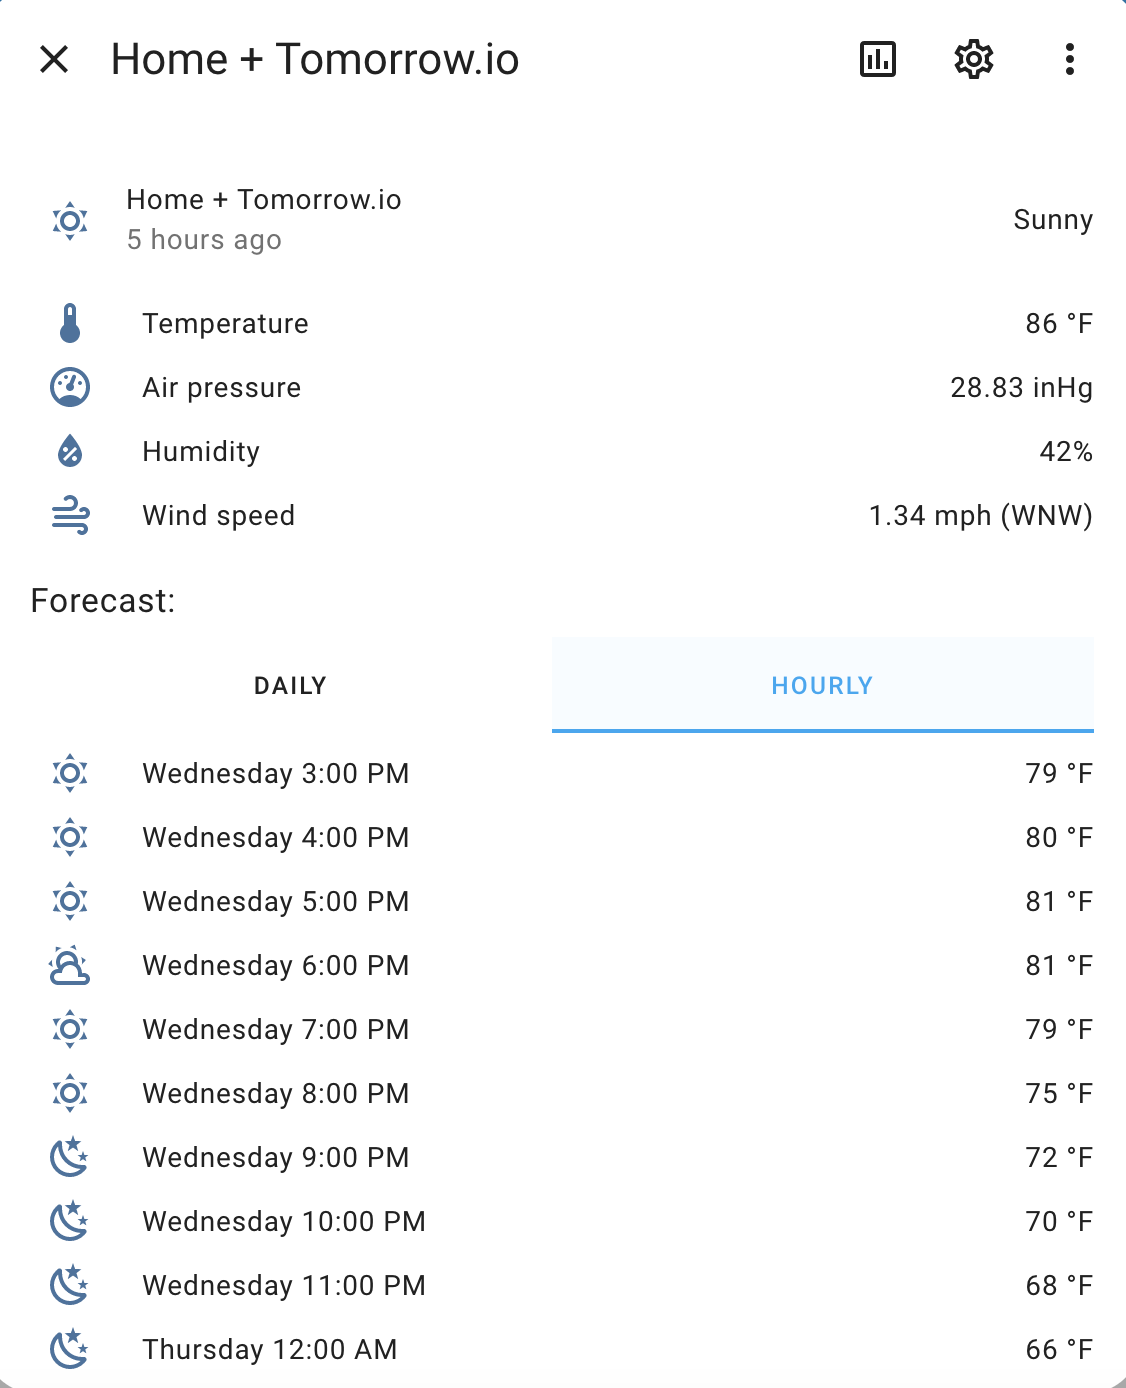 Home + Tomorrow.io
Home + Tomorrow.io
5 hours ago
Sunny
Temperature 86 °F
Air pressure 28.83 inHg
Humidity 42%
Wind speed 1.34 mph (WNW)
Forecast:
DAILY HOURLY
Wednesday 3:00 PM 79 °F
Wednesday 4:00 PM 80 °F
Wednesday 5:00 PM 81 °F
Wednesday 6:00 PM 81 °F
Wednesday 7:00 PM 79 °F
Wednesday 8:00 PM 75 °F
Wednesday 9:00 PM 72 °F
Wednesday 10:00 PM 70 °F
Wednesday 11:00 PM 68 °F
Thursday 12:00 AM 66 °F